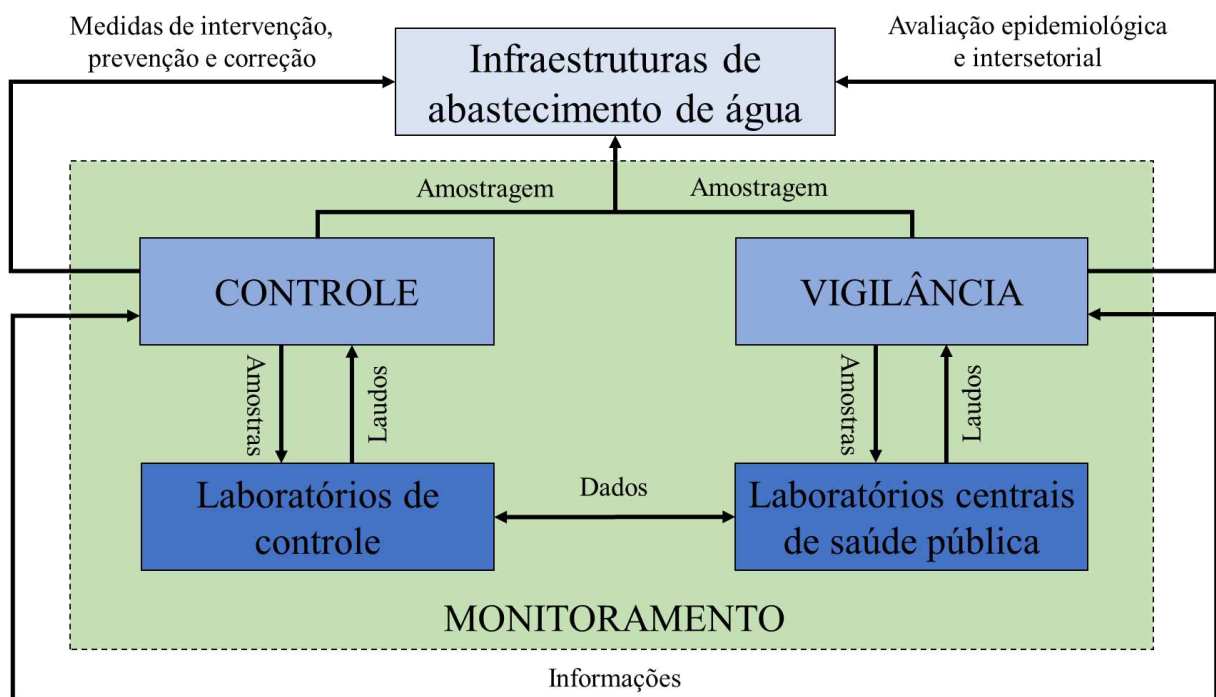 Medidas de intervenção,
prevenção e correção
Infraestruturas de
abastecimento de água
Avaliação epidemiológica
e intersetorial
Amostragem
Amostragem
CONTROLE
VIGILÂNCIA
Amostras
Laudos
Amostras
Laudos
Laboratórios de
controle
Dados
Laboratórios centrais
de saúde pública
MONITORAMENTO
Informações